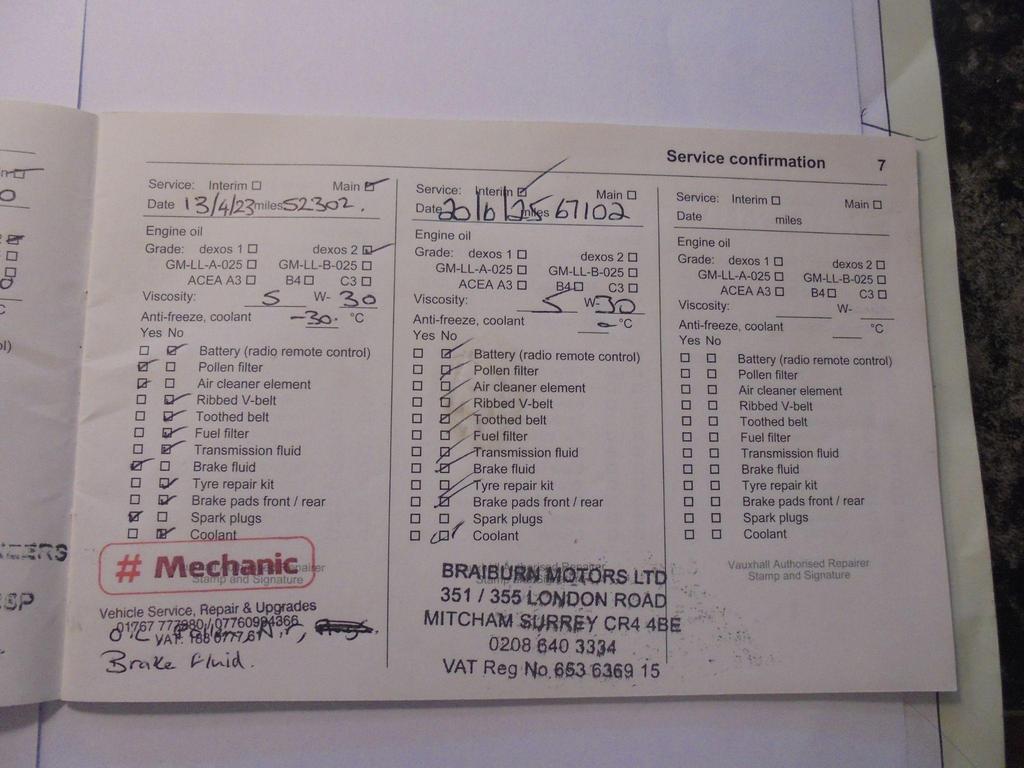 Service confirmation 7
Service: Interim Main
Date 13/4/23 miles 52302.
Engine oil
Grade: dexos 1 dexos 2
GM-LL-A-025 GM-LL-B-025
ACEA A3 B4 C3
Viscosity: 5 W- 30
Anti-freeze, coolant -30. °C
Yes No
Battery (radio remote control)
Pollen filter
Air cleaner element
Ribbed V-belt
Toothed belt
Fuel filter
Transmission fluid
Brake fluid
Tyre repair kit
Brake pads front / rear
Spark plugs
Coolant
# Mechanic
Stamp and Signature
Vehicle Service, Repair & Upgrades
Brake Fluid.
Service: Interim Main
Date 20/6/25 miles 67102
Engine oil
Grade: dexos 1 dexos 2
GM-LL-A-025 GM-LL-B-025
ACEA A3 B4 C3
Viscosity: 5 W-30
Anti-freeze, coolant - °C
Yes No
Battery (radio remote control)
Pollen filter
Air cleaner element
Ribbed V-belt
Toothed belt
Fuel filter
Transmission fluid
Brake fluid
Tyre repair kit
Brake pads front / rear
Spark plugs
Coolant
BRAIBURN MOTORS LTD
351 / 355 LONDON ROAD
MITCHAM SURREY CR4 4BE
0208 640 3334
VAT Reg No 653 6369 15
Service: Interim Main
Date miles
Engine oil
Grade: dexos 1 dexos 2
GM-LL-A-025 GM-LL-B-025
ACEA A3 B4 C3
Viscosity: W-
Anti-freeze, coolant °C
Yes No
Battery (radio remote control)
Pollen filter
Air cleaner element
Ribbed V-belt
Toothed belt
Fuel filter
Transmission fluid
Brake fluid
Tyre repair kit
Brake pads front / rear
Spark plugs
Coolant
Vauxhall Authorised Repairer
Stamp and Signature